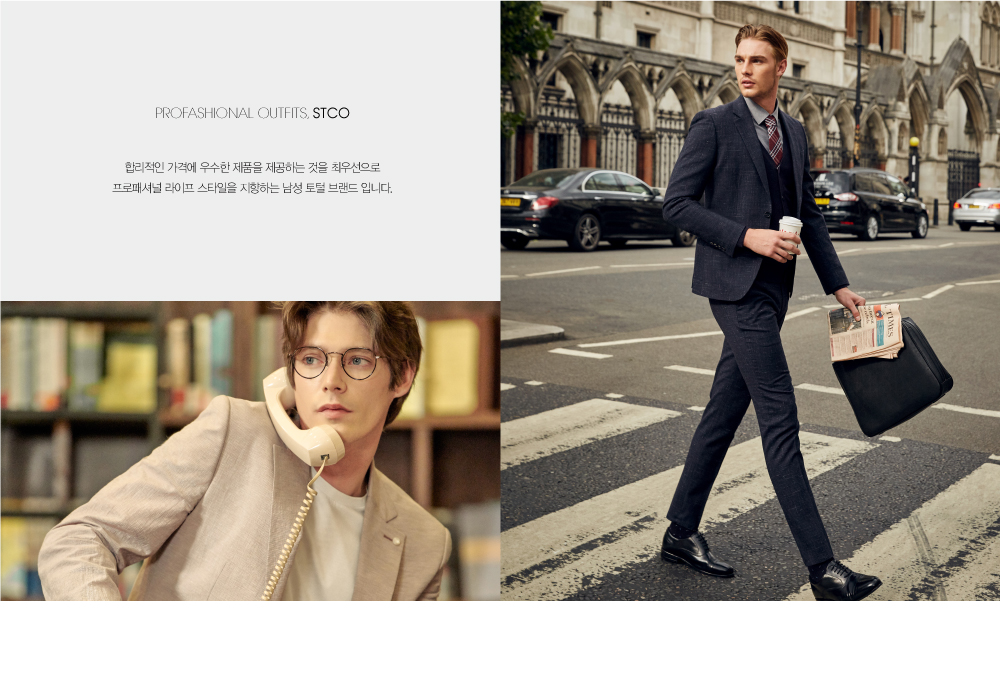 PROFASHIONAL OUTFITS, STCO
합리적인 가격에 우수한 제품을 제공하는 것을 최우선으로
프로패셔널 라이프 스타일을 지향하는 남성 토털 브랜드 입니다.
TIMES